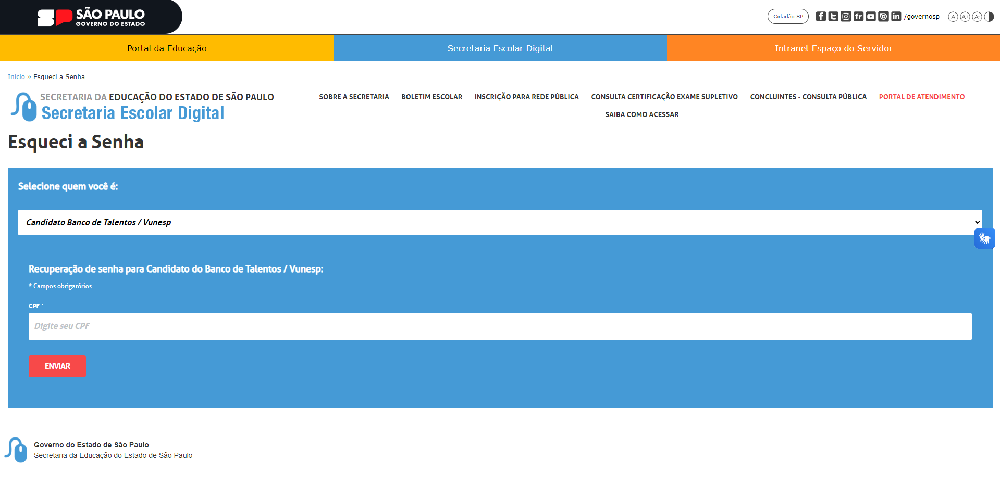 SÃO PAULO
GOVERNO DO ESTADO
Cidadão SP
/governosp
A A+ A-
Portal da Educação
Secretaria Escolar Digital
Intranet Espaço do Servidor
Início » Esqueci a Senha
SECRETARIA DA EDUCAÇÃO DO ESTADO DE SÃO PAULO
Secretaria Escolar Digital
SOBRE A SECRETARIA
BOLETIM ESCOLAR
INSCRIÇÃO PARA REDE PÚBLICA
CONSULTA CERTIFICAÇÃO EXAME SUPLETIVO
CONCLUINTES - CONSULTA PÚBLICA
PORTAL DE ATENDIMENTO
SAIBA COMO ACESSAR
Esqueci a Senha
Selecione quem você é:
Candidato Banco de Talentos / Vunesp
Recuperação de senha para Candidato do Banco de Talentos / Vunesp:
* Campos obrigatórios
CPF *
Digite seu CPF
ENVIAR
Governo do Estado de São Paulo
Secretaria da Educação do Estado de São Paulo